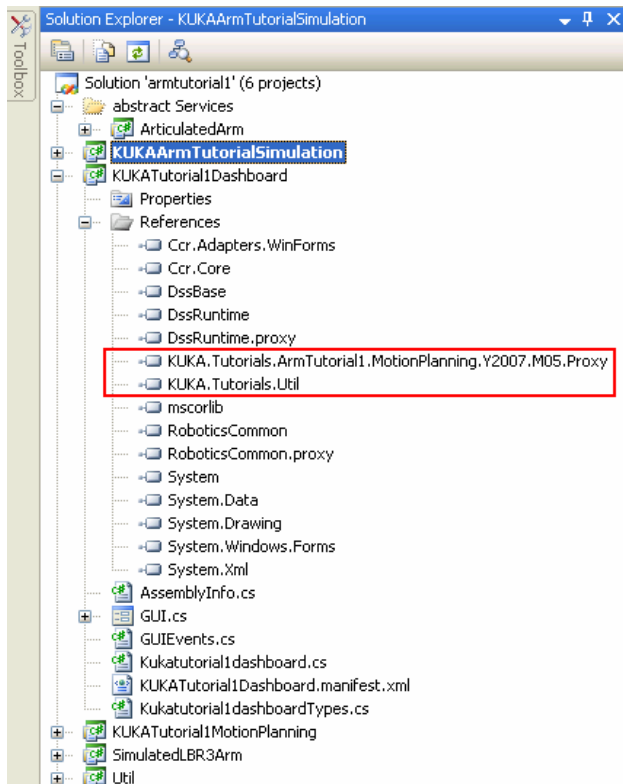 Solution Explorer - KUKAArmTutorialSimulation
Toolbox
Solution 'armtutorial1' (6 projects)
abstract Services
ArticulatedArm
KUKAArmTutorialSimulation
KUKATutorial1Dashboard
Properties
References
Ccr.Adapters.WinForms
Ccr.Core
DssBase
DssRuntime
DssRuntime.proxy
KUKA.Tutorials.ArmTutorial1.MotionPlanning.Y2007.M05.Proxy
KUKA.Tutorials.Util
mscorlib
RoboticsCommon
RoboticsCommon.proxy
System
System.Data
System.Drawing
System.Windows.Forms
System.Xml
AssemblyInfo.cs
GUI.cs
GUIEvents.cs
Kukatutorial1dashboard.cs
KUKATutorial1Dashboard.manifest.xml
Kukatutorial1dashboardTypes.cs
KUKATutorial1MotionPlanning
SimulatedLBR3Arm
Util